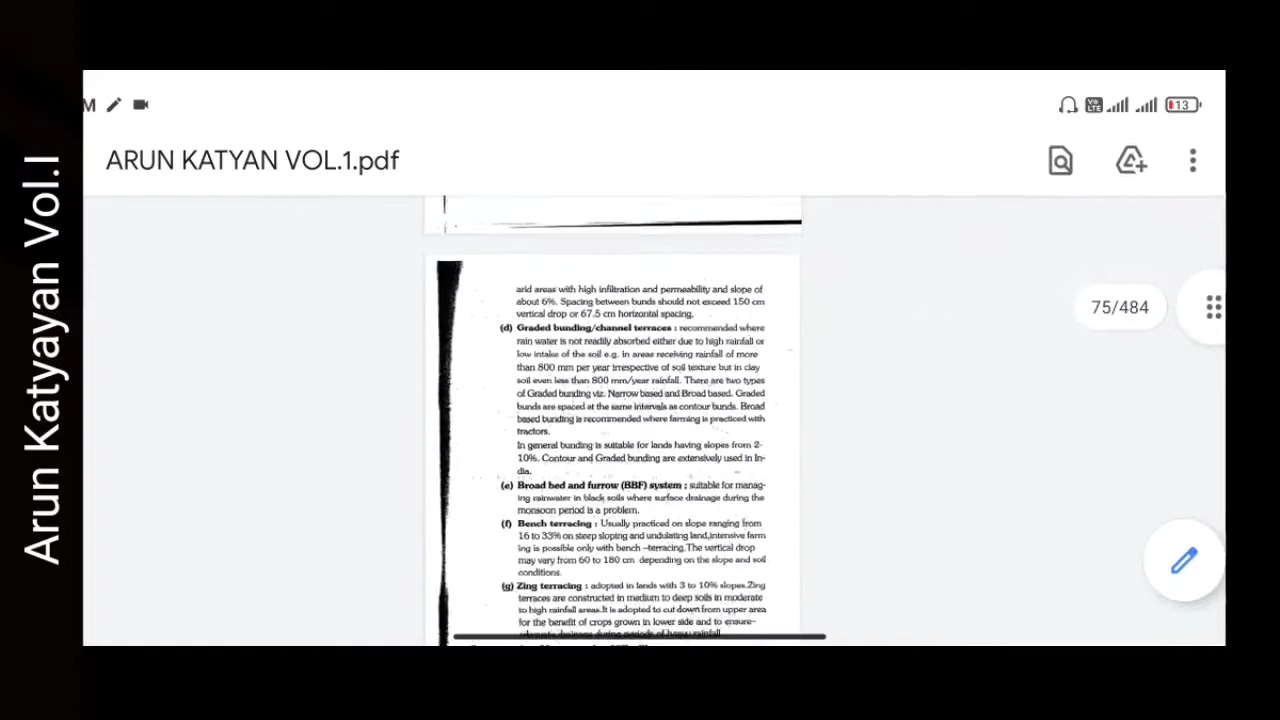 Arun Katyayan Vol.I
M
Vo LTE
13
ARUN KATYAN VOL.1.pdf
75/484
arid areas with high infiltration and permeability and slope of
about 6%. Spacing between bunds should not exceed 150 cm
vertical drop or 67.5 cm horizontal spacing.
(d) Graded bunding/channel terraces : recommended where
rain water is not readily absorbed either due to high rainfall or
low intake of the soil e.g. in areas receiving rainfall of more
than 800 mm per year irrespective of soil texture but in clay
soil even less than 800 mm/year rainfall. There are two types
of Graded bunding viz. Narrow based and Broad based. Graded
bunds are spaced at the same intervals as contour bunds. Broad
based bunding is recommended where farming is practiced with
tractors.
In general bunding is suitable for lands having slopes from 2-
10%. Contour and Graded bunding are extensively used in In-
dia.
(e) Broad bed and furrow (BBF) system : suitable for manag-
ing rainwater in black soils where surface drainage during the
monsoon period is a problem.
(f) Bench terracing : Usually practiced on slope ranging from
16 to 33% on steep sloping and undulating land,intensive farm
ing is possible only with bench –terracing.The vertical drop
may vary from 60 to 180 cm depending on the slope and soil
conditions.
(g) Zing terracing : adopted in lands with 3 to 10% slopes.Zing
terraces are constructed in medium to deep soils in moderate
to high rainfall areas.It is adopted to cut down from upper area
for the benefit of crops grown in lower side and to ensure–
adequate drainage during periods of heavy rainfall